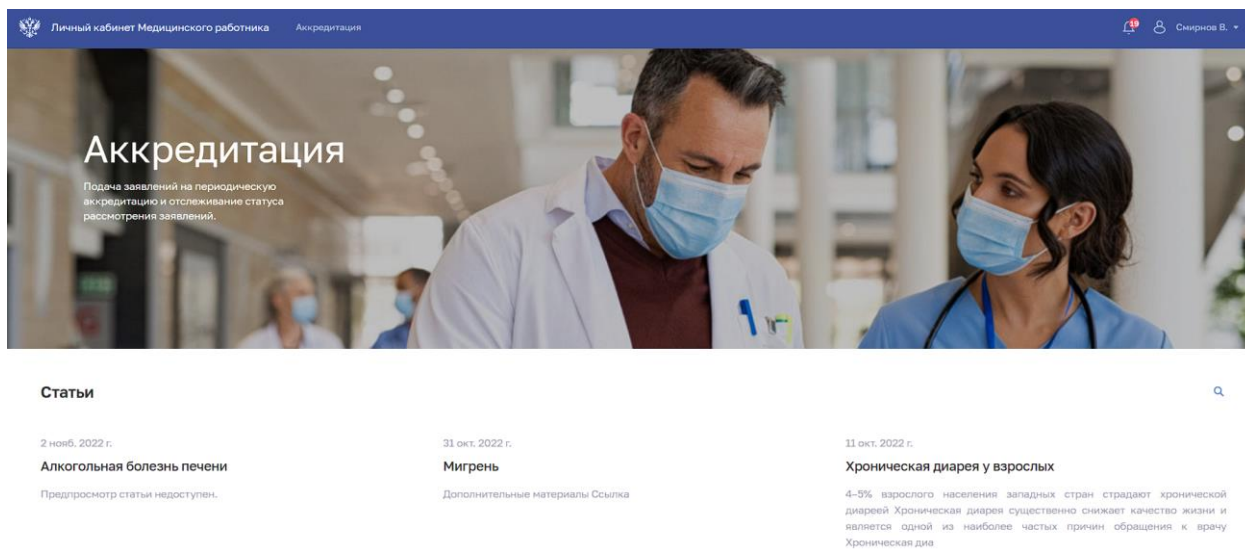 Личный кабинет Медицинского работника Аккредитация 19 Смирнов В.
Аккредитация
Подача заявлений на периодическую
аккредитацию и отслеживание статуса
рассмотрения заявлений.
Статьи
2 нояб. 2022 г.
Алкогольная болезнь печени
Предпросмотр статьи недоступен.
31 окт. 2022 г.
Мигрень
Дополнительные материалы Ссылка
11 окт. 2022 г.
Хроническая диарея у взрослых
4–5% взрослого населения западных стран страдают хронической
диареей Хроническая диарея существенно снижает качество жизни и
является одной из наиболее частых причин обращения к врачу
Хроническая диа